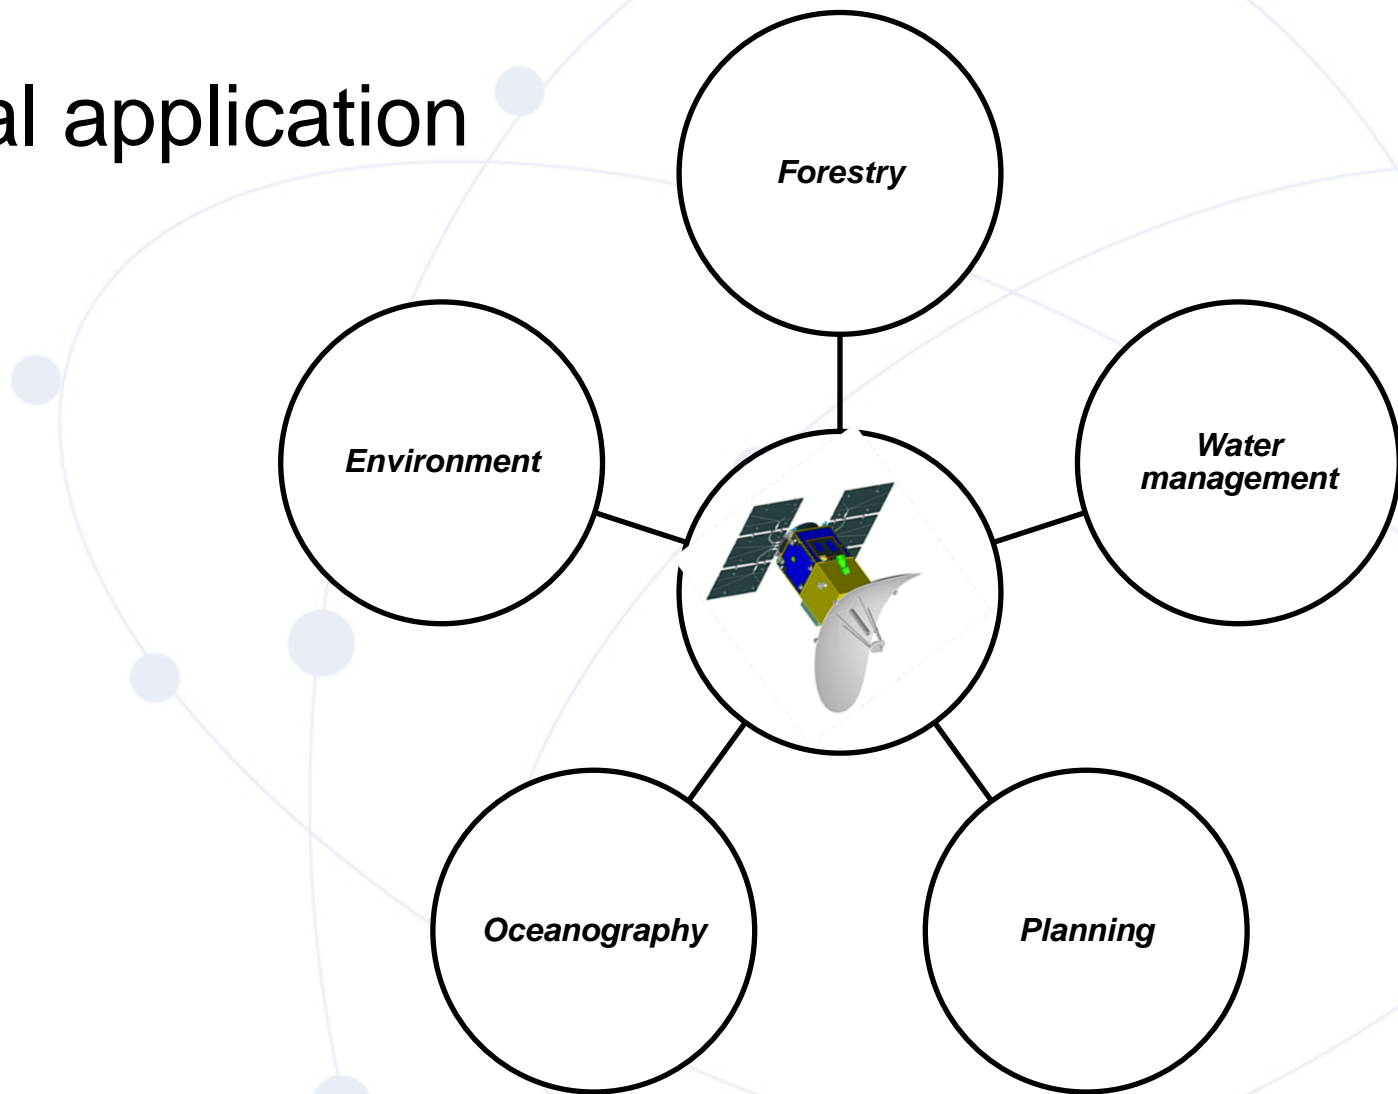 al application
Forestry
Environment
Water
management
Oceanography
Planning